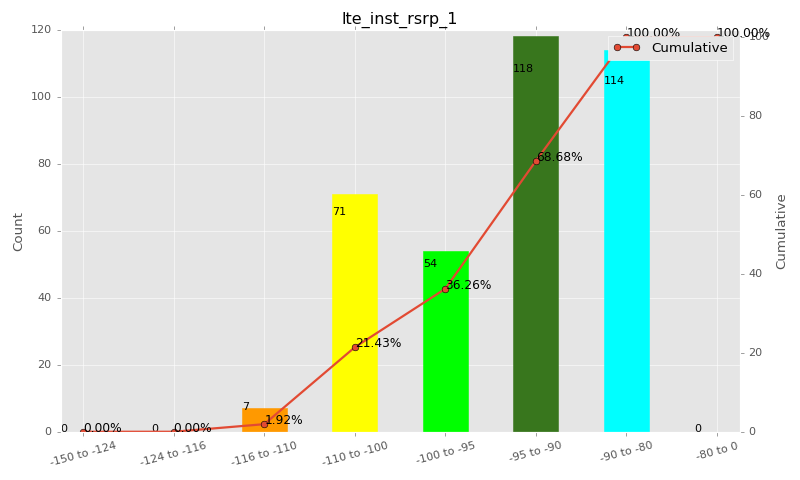 lte_inst_rsrp_1
120
100
80
60
40
20
0
Count
100
80
60
40
20
0
Cumulative
Cumulative
0
0
7
71
54
118
114
0
0.00%
0.00%
1.92%
21.43%
36.26%
68.68%
100.00%
100.00%
-150 to -124
-124 to -116
-116 to -110
-110 to -100
-100 to -95
-95 to -90
-90 to -80
-80 to 0